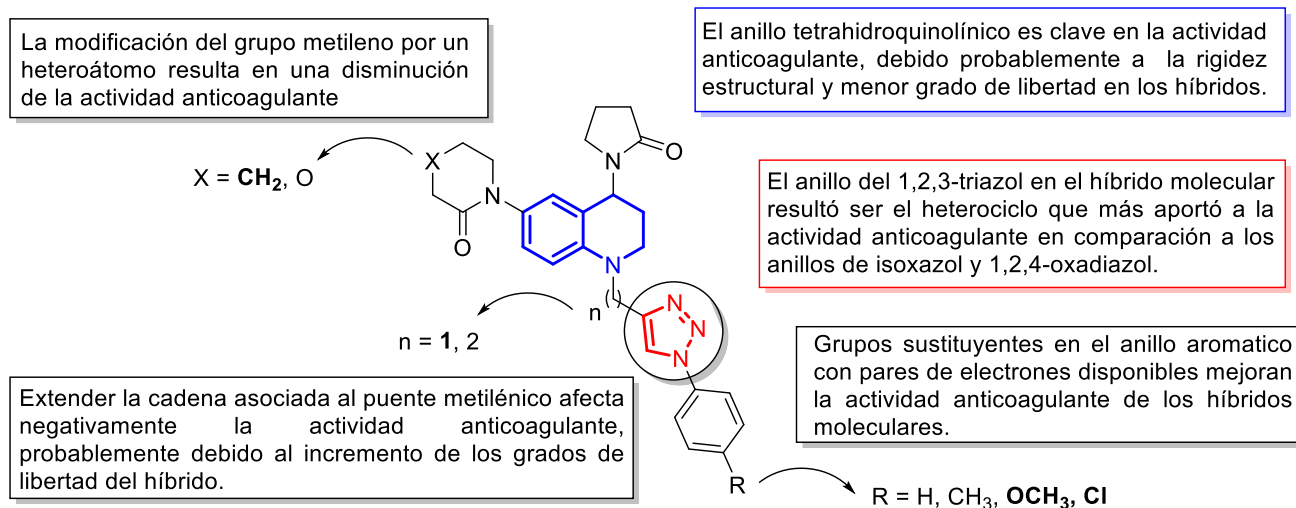 La modificación del grupo metileno por un
heteroátomo resulta en una disminución
de la actividad anticoagulante
El anillo tetrahidroquinolínico es clave en la actividad
anticoagulante, debido probablemente a la rigidez
estructural y menor grado de libertad en los híbridos.
X = CH₂, O
X
N
O
N
O
N
El anillo del 1,2,3-triazol en el híbrido molecular
resultó ser el heterociclo que más aportó a la
actividad anticoagulante en comparación a los
anillos de isoxazol y 1,2,4-oxadiazol.
n = 1, 2
n
( )
N
N
N
Extender la cadena asociada al puente metilénico afecta
negativamente la actividad anticoagulante,
probablemente debido al incremento de los grados de
libertad del híbrido.
Grupos sustituyentes en el anillo aromatico
con pares de electrones disponibles mejoran
la actividad anticoagulante de los híbridos
moleculares.
R
R = H, CH₃, OCH₃, Cl